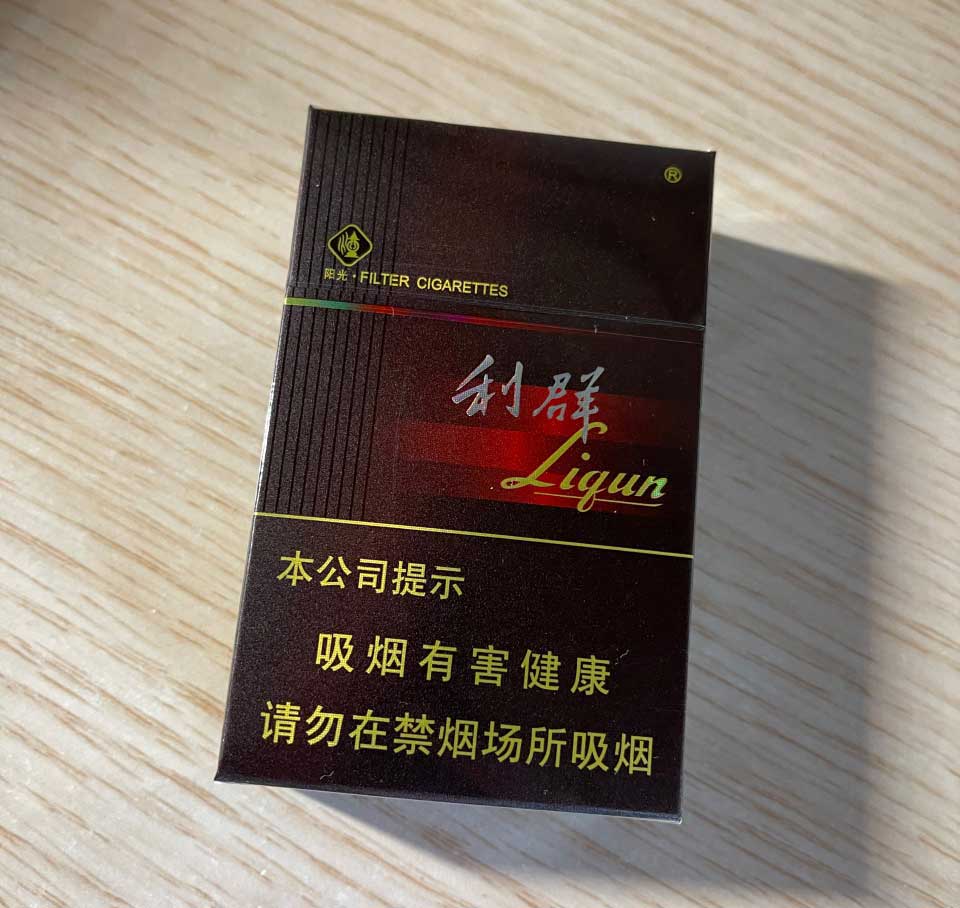 ®
阳光·FILTER CIGARETTES
利群
Liqun
本公司提示
吸烟有害健康
请勿在禁烟场所吸烟